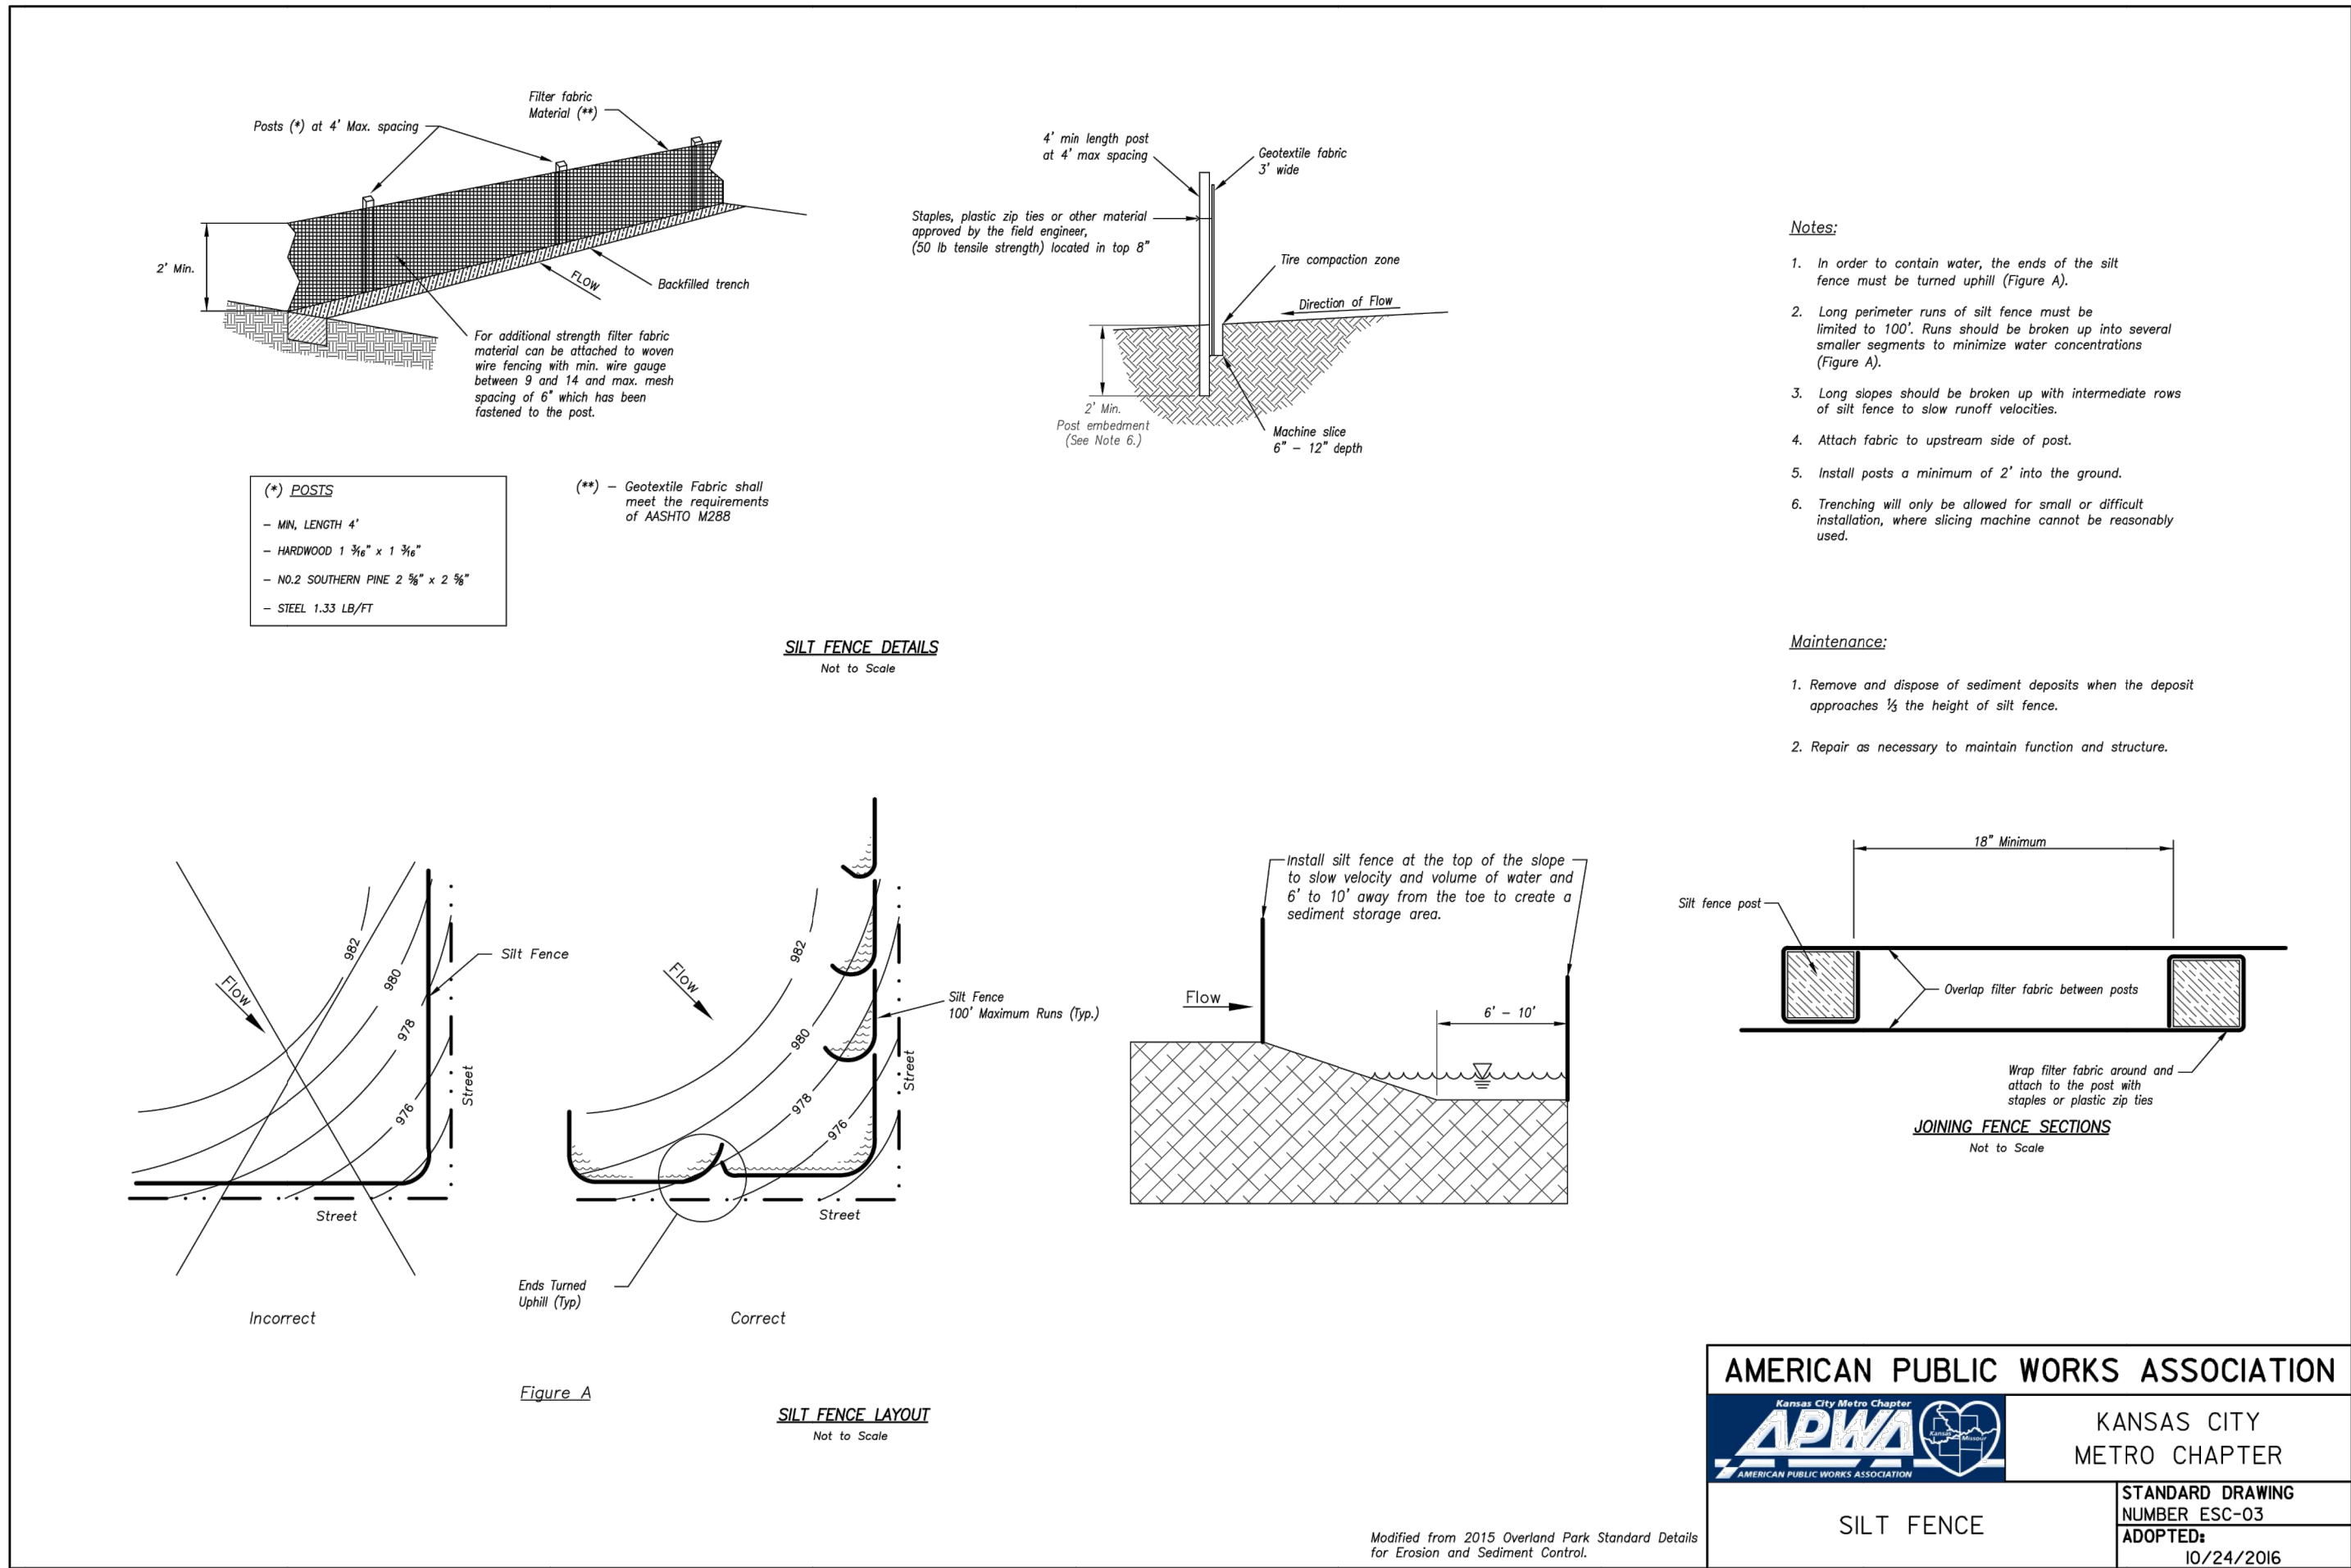 Filter fabric
Material (**)
Posts (*) at 4' Max. spacing
2' Min.
FLOW
Backfilled trench
For additional strength filter fabric
material can be attached to woven
wire fencing with min. wire gauge
between 9 and 14 and max. mesh
spacing of 6" which has been
fastened to the post.
4' min length post
at 4' max spacing
Geotextile fabric
3' wide
Staples, plastic zip ties or other material
approved by the field engineer,
(50 lb tensile strength) located in top 8"
Tire compaction zone
Direction of Flow
2' Min.
Post embedment
(See Note 6.)
Machine slice
6" – 12" depth
(*) POSTS
– MIN, LENGTH 4'
– HARDWOOD 1 3/16" x 1 3/16"
– NO.2 SOUTHERN PINE 2 5/8" x 2 5/8"
– STEEL 1.33 LB/FT
(**) – Geotextile Fabric shall
meet the requirements
of AASHTO M288
SILT FENCE DETAILS
Not to Scale
Notes:
1. In order to contain water, the ends of the silt
fence must be turned uphill (Figure A).
2. Long perimeter runs of silt fence must be
limited to 100'. Runs should be broken up into several
smaller segments to minimize water concentrations
(Figure A).
3. Long slopes should be broken up with intermediate rows
of silt fence to slow runoff velocities.
4. Attach fabric to upstream side of post.
5. Install posts a minimum of 2' into the ground.
6. Trenching will only be allowed for small or difficult
installation, where slicing machine cannot be reasonably
used.
Maintenance:
1. Remove and dispose of sediment deposits when the deposit
approaches 1/3 the height of silt fence.
2. Repair as necessary to maintain function and structure.
982
980
978
976
Flow
Silt Fence
Street
Street
Incorrect
982
980
978
976
Flow
Silt Fence
100' Maximum Runs (Typ.)
Street
Street
Ends Turned
Uphill (Typ)
Correct
Figure A
SILT FENCE LAYOUT
Not to Scale
Install silt fence at the top of the slope
to slow velocity and volume of water and
6' to 10' away from the toe to create a
sediment storage area.
Flow
6' – 10'
18" Minimum
Silt fence post
Overlap filter fabric between posts
Wrap filter fabric around and
attach to the post with
staples or plastic zip ties
JOINING FENCE SECTIONS
Not to Scale
Modified from 2015 Overland Park Standard Details
for Erosion and Sediment Control.
AMERICAN PUBLIC WORKS ASSOCIATION
Kansas City Metro Chapter
APWA
Kansas
Missouri
AMERICAN PUBLIC WORKS ASSOCIATION
KANSAS CITY
METRO CHAPTER
SILT FENCE
STANDARD DRAWING
NUMBER ESC-03
ADOPTED:
10/24/2016